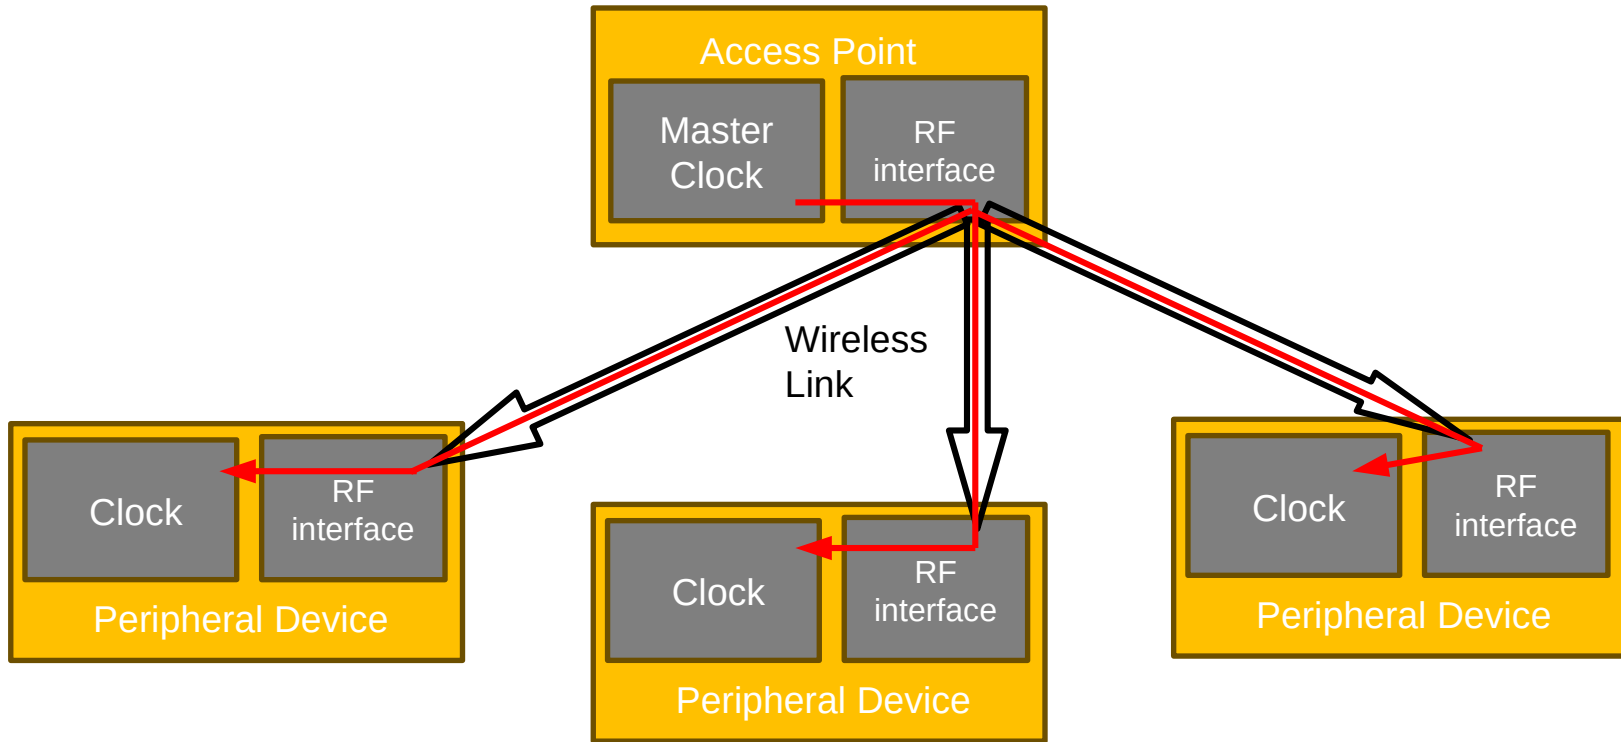 Access Point
Master
Clock
RF
interface
Wireless
Link
Clock
RF
interface
Peripheral Device
Clock
RF
interface
Peripheral Device
Clock
RF
interface
Peripheral Device